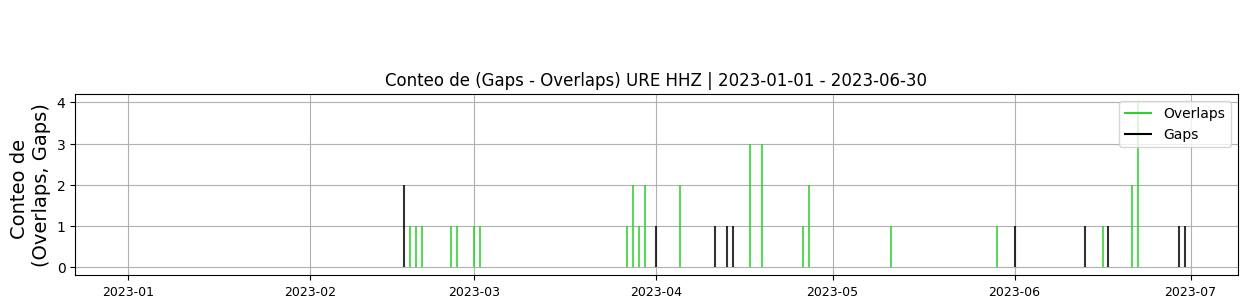 Conteo de (Gaps - Overlaps) URE HHZ | 2023-01-01 - 2023-06-30
Conteo de
(Overlaps, Gaps)
4
3
2
1
0
Overlaps
Gaps
2023-01
2023-02
2023-03
2023-04
2023-05
2023-06
2023-07